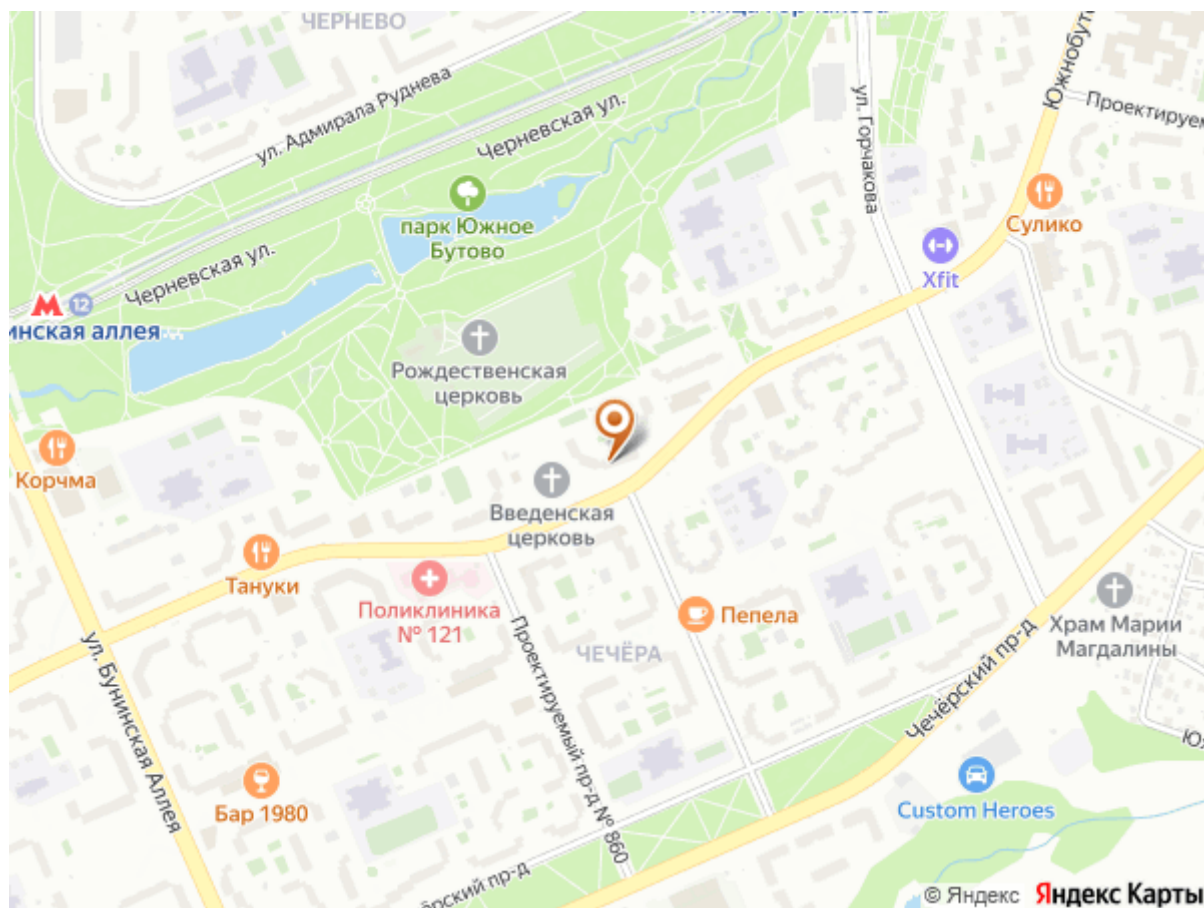 ЧЕРНЕВО
ул. Адмирала Руднева
Черневская ул.
ул. Горчакова
Южнобут
Проектируем
парк Южное
Бутово
Сулико
Xfit
Черневская ул.
12
инская аллея
Рождественская
церковь
Корчма
Введенская
церковь
Тануки
Поликлиника
№ 121
Пепела
ЧЕЧЁРА
Храм Марии
Магдалины
ул. Бунинская Аллея
Проектируемый пр-д № 860
Чечёрский пр-д
Бар 1980
Custom Heroes
ёрский пр-д
© Яндекс Яндекс Карты